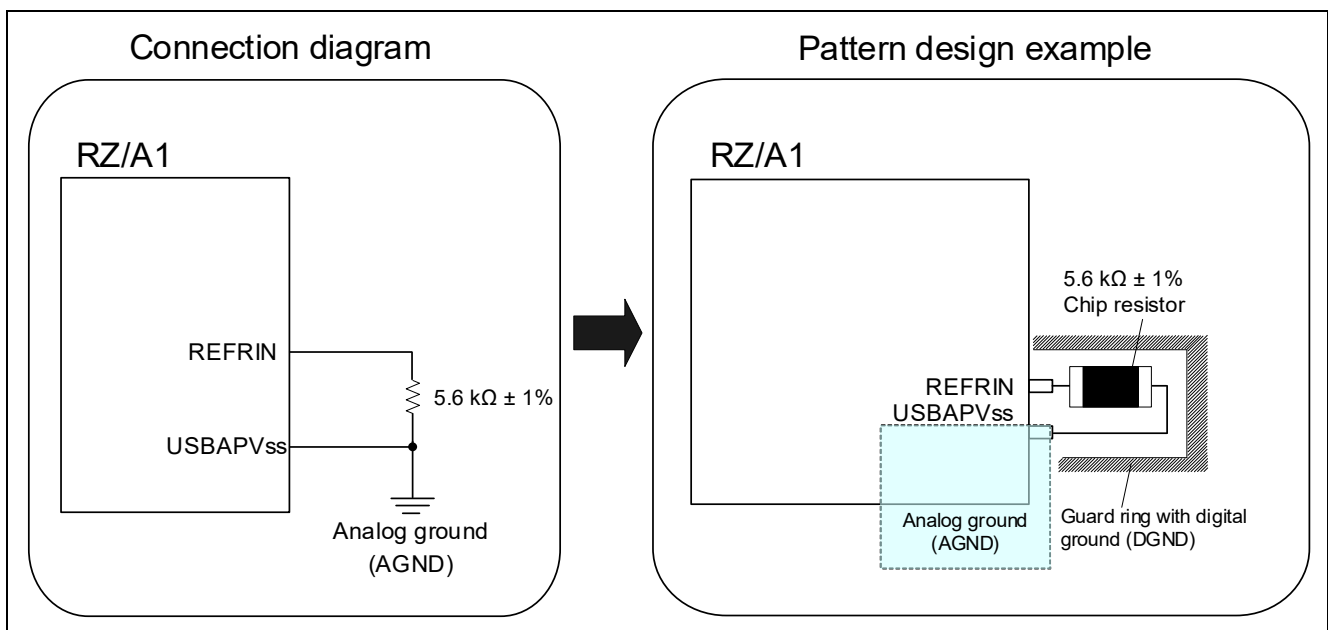 Connection diagram
RZ/A1
REFRIN
5.6 kΩ ± 1%
USBAPVss
Analog ground
(AGND)
Pattern design example
RZ/A1
5.6 kΩ ± 1%
Chip resistor
REFRIN
USBAPVss
Analog ground
(AGND)
Guard ring with digital
ground (DGND)